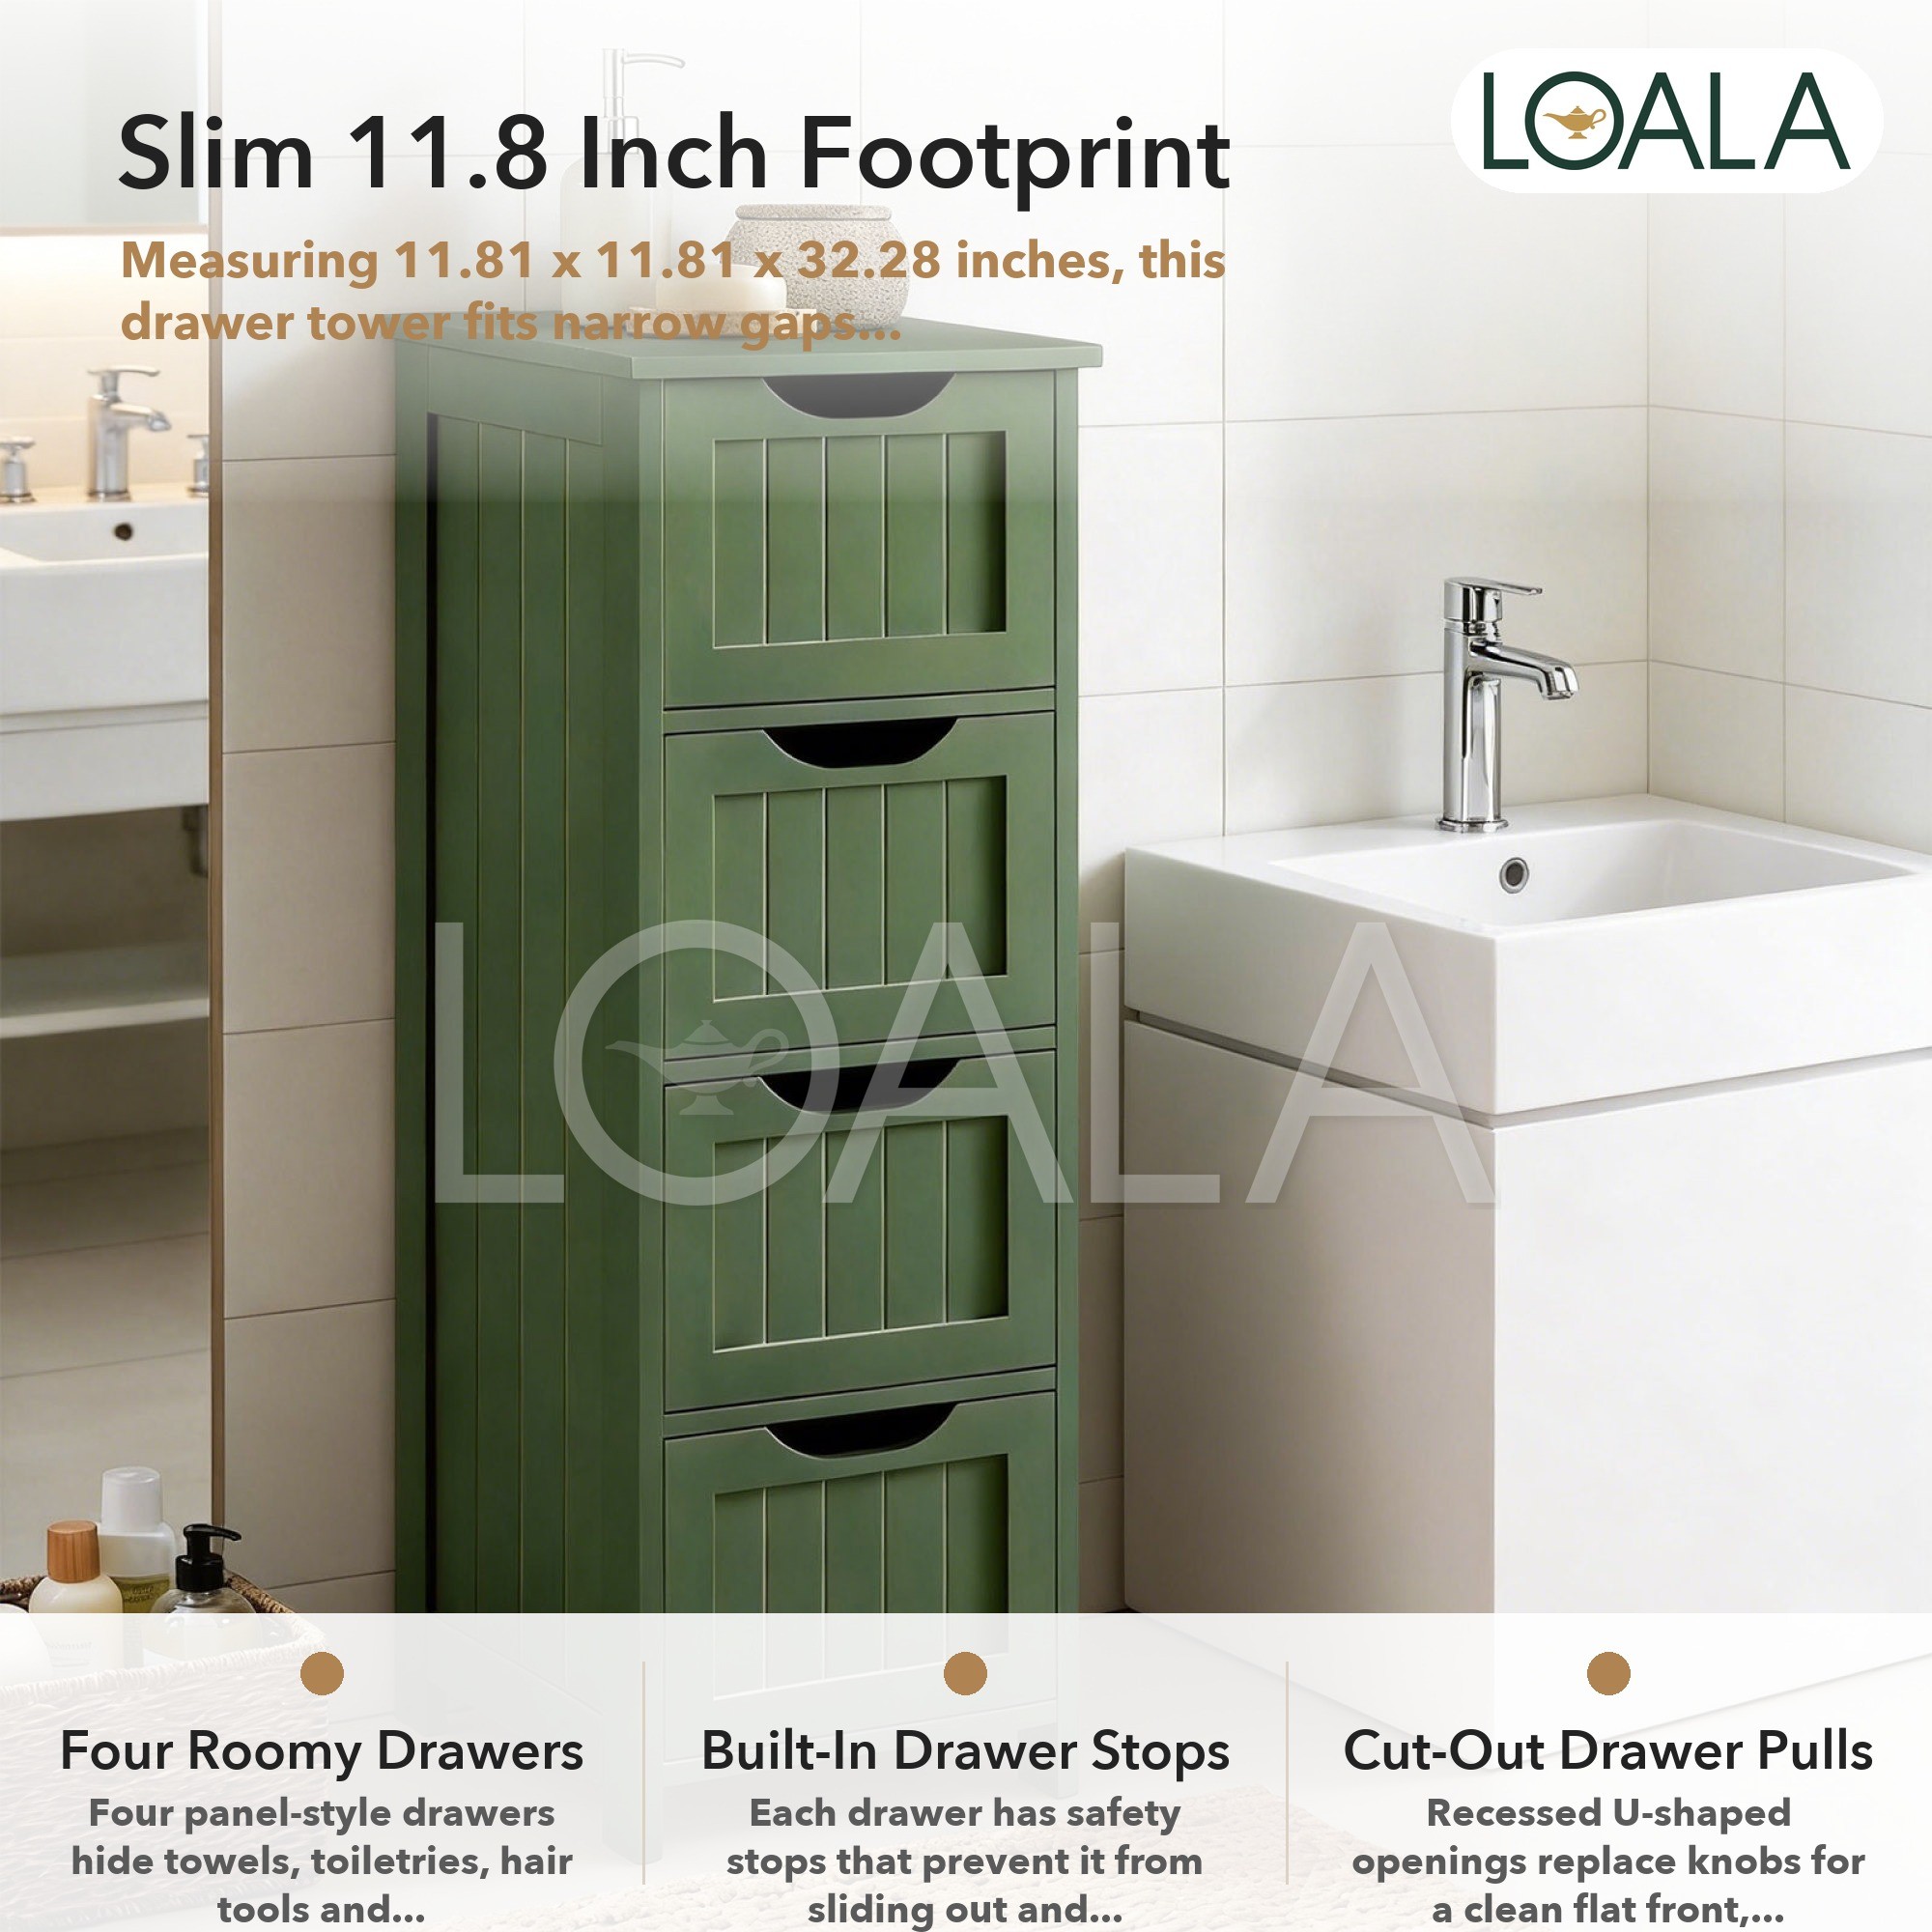 LOALA
Slim 11.8 Inch Footprint
Measuring 11.81 x 11.81 x 32.28 inches, this
drawer tower fits narrow gaps...
LOALA
Four Roomy Drawers
Four panel-style drawers
hide towels, toiletries, hair
tools and...
Built-In Drawer Stops
Each drawer has safety
stops that prevent it from
sliding out and...
Cut-Out Drawer Pulls
Recessed U-shaped
openings replace knobs for
a clean flat front,...